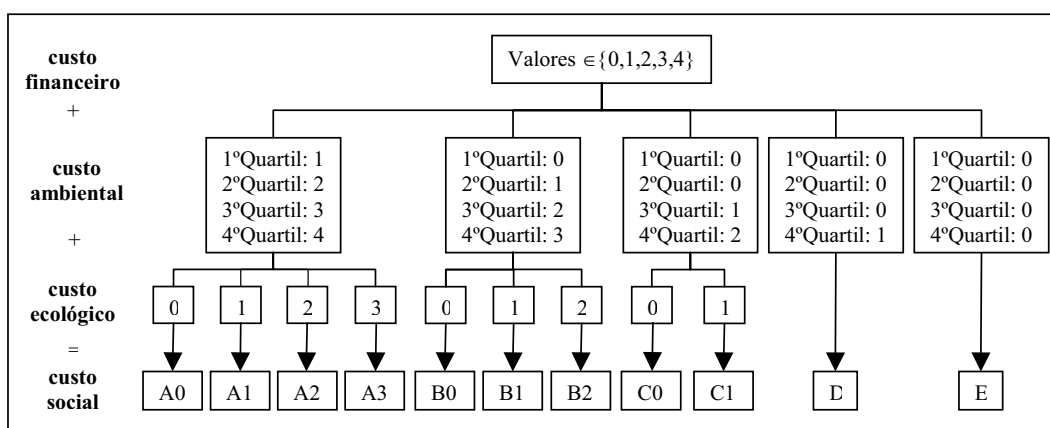 custo
financeiro
+
Valores ∈{0,1,2,3,4}
custo
ambiental
+
1ºQuartil: 1
2ºQuartil: 2
3ºQuartil: 3
4ºQuartil: 4
1ºQuartil: 0
2ºQuartil: 1
3ºQuartil: 2
4ºQuartil: 3
1ºQuartil: 0
2ºQuartil: 0
3ºQuartil: 1
4ºQuartil: 2
1ºQuartil: 0
2ºQuartil: 0
3ºQuartil: 0
4ºQuartil: 1
1ºQuartil: 0
2ºQuartil: 0
3ºQuartil: 0
4ºQuartil: 0
custo
ecológico
=
0 1 2 3 0 1 2 0 1
custo
social
A0 A1 A2 A3 B0 B1 B2 C0 C1 D E